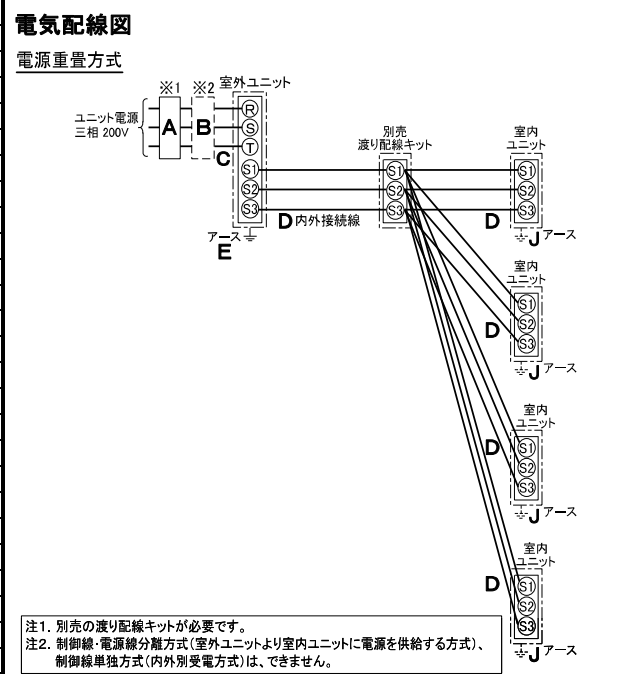 電気配線図
電源重畳方式
※1 ※2 室外ユニット
ユニット電源
三相 200V
A B C
R
S
T
S1
S2
S3
D 内外接続線
アース
E
別売
渡り配線キット
S1
S2
S3
室内
ユニット
S1
S2
S3
D
J アース
室内
ユニット
S1
S2
S3
D
J アース
室内
ユニット
S1
S2
S3
D
J アース
室内
ユニット
S1
S2
S3
D
J アース
注1. 別売の渡り配線キットが必要です。
注2. 制御線・電源線分離方式(室外ユニットより室内ユニットに電源を供給する方式)、
制御線単独方式(内外別受電方式)は、できません。